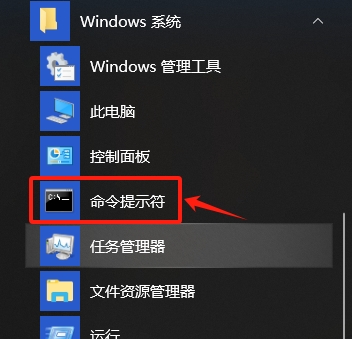 Windows 系统
Windows 管理工具
此电脑
控制面板
C:\
命令提示符
任务管理器
文件资源管理器
运行